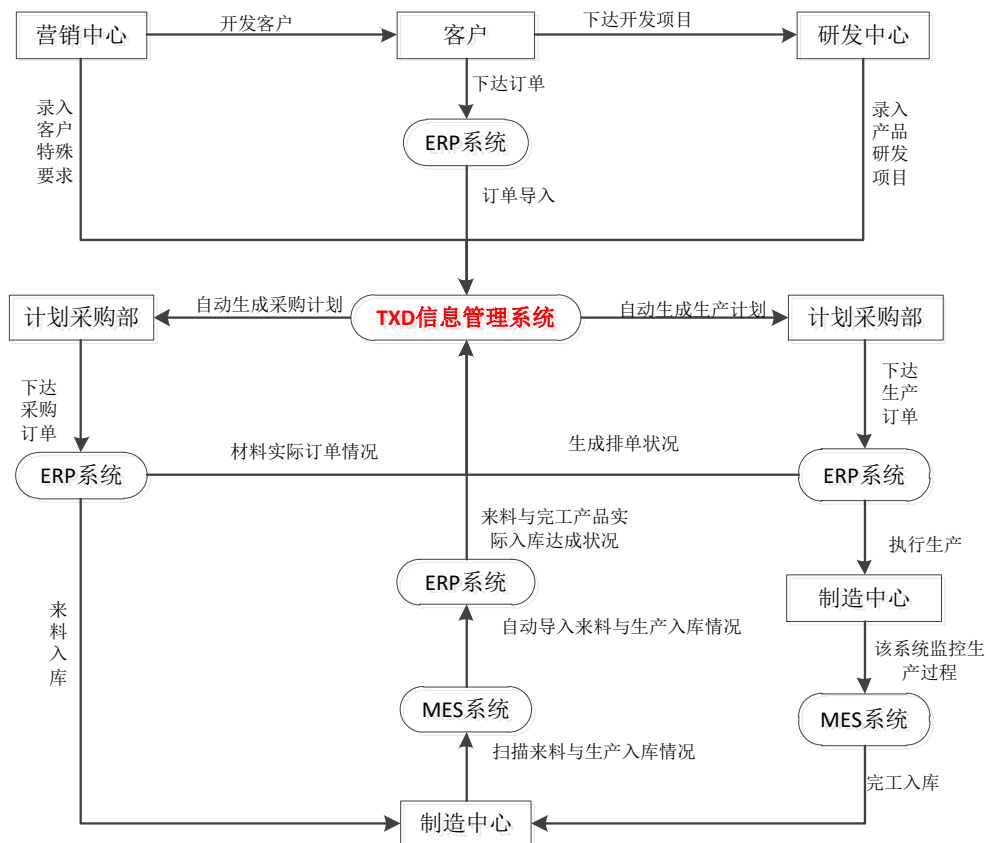 营销中心
开发客户
客户
下达开发项目
研发中心
录入
客户
特殊
要求
下达订单
ERP系统
订单导入
录入
产品
研发
项目
计划采购部
自动生成采购计划
TXD信息管理系统
自动生成生产计划
计划采购部
下达
采购
订单
下达
生产
订单
ERP系统
材料实际订单情况
生成排单状况
ERP系统
来料与完工产品实
际入库达成状况
执行生产
ERP系统
制造中心
来
料
入
库
自动导入来料与生产入库情况
该系统监控生
产过程
MES系统
MES系统
扫描来料与生产入库情况
完工入库
制造中心